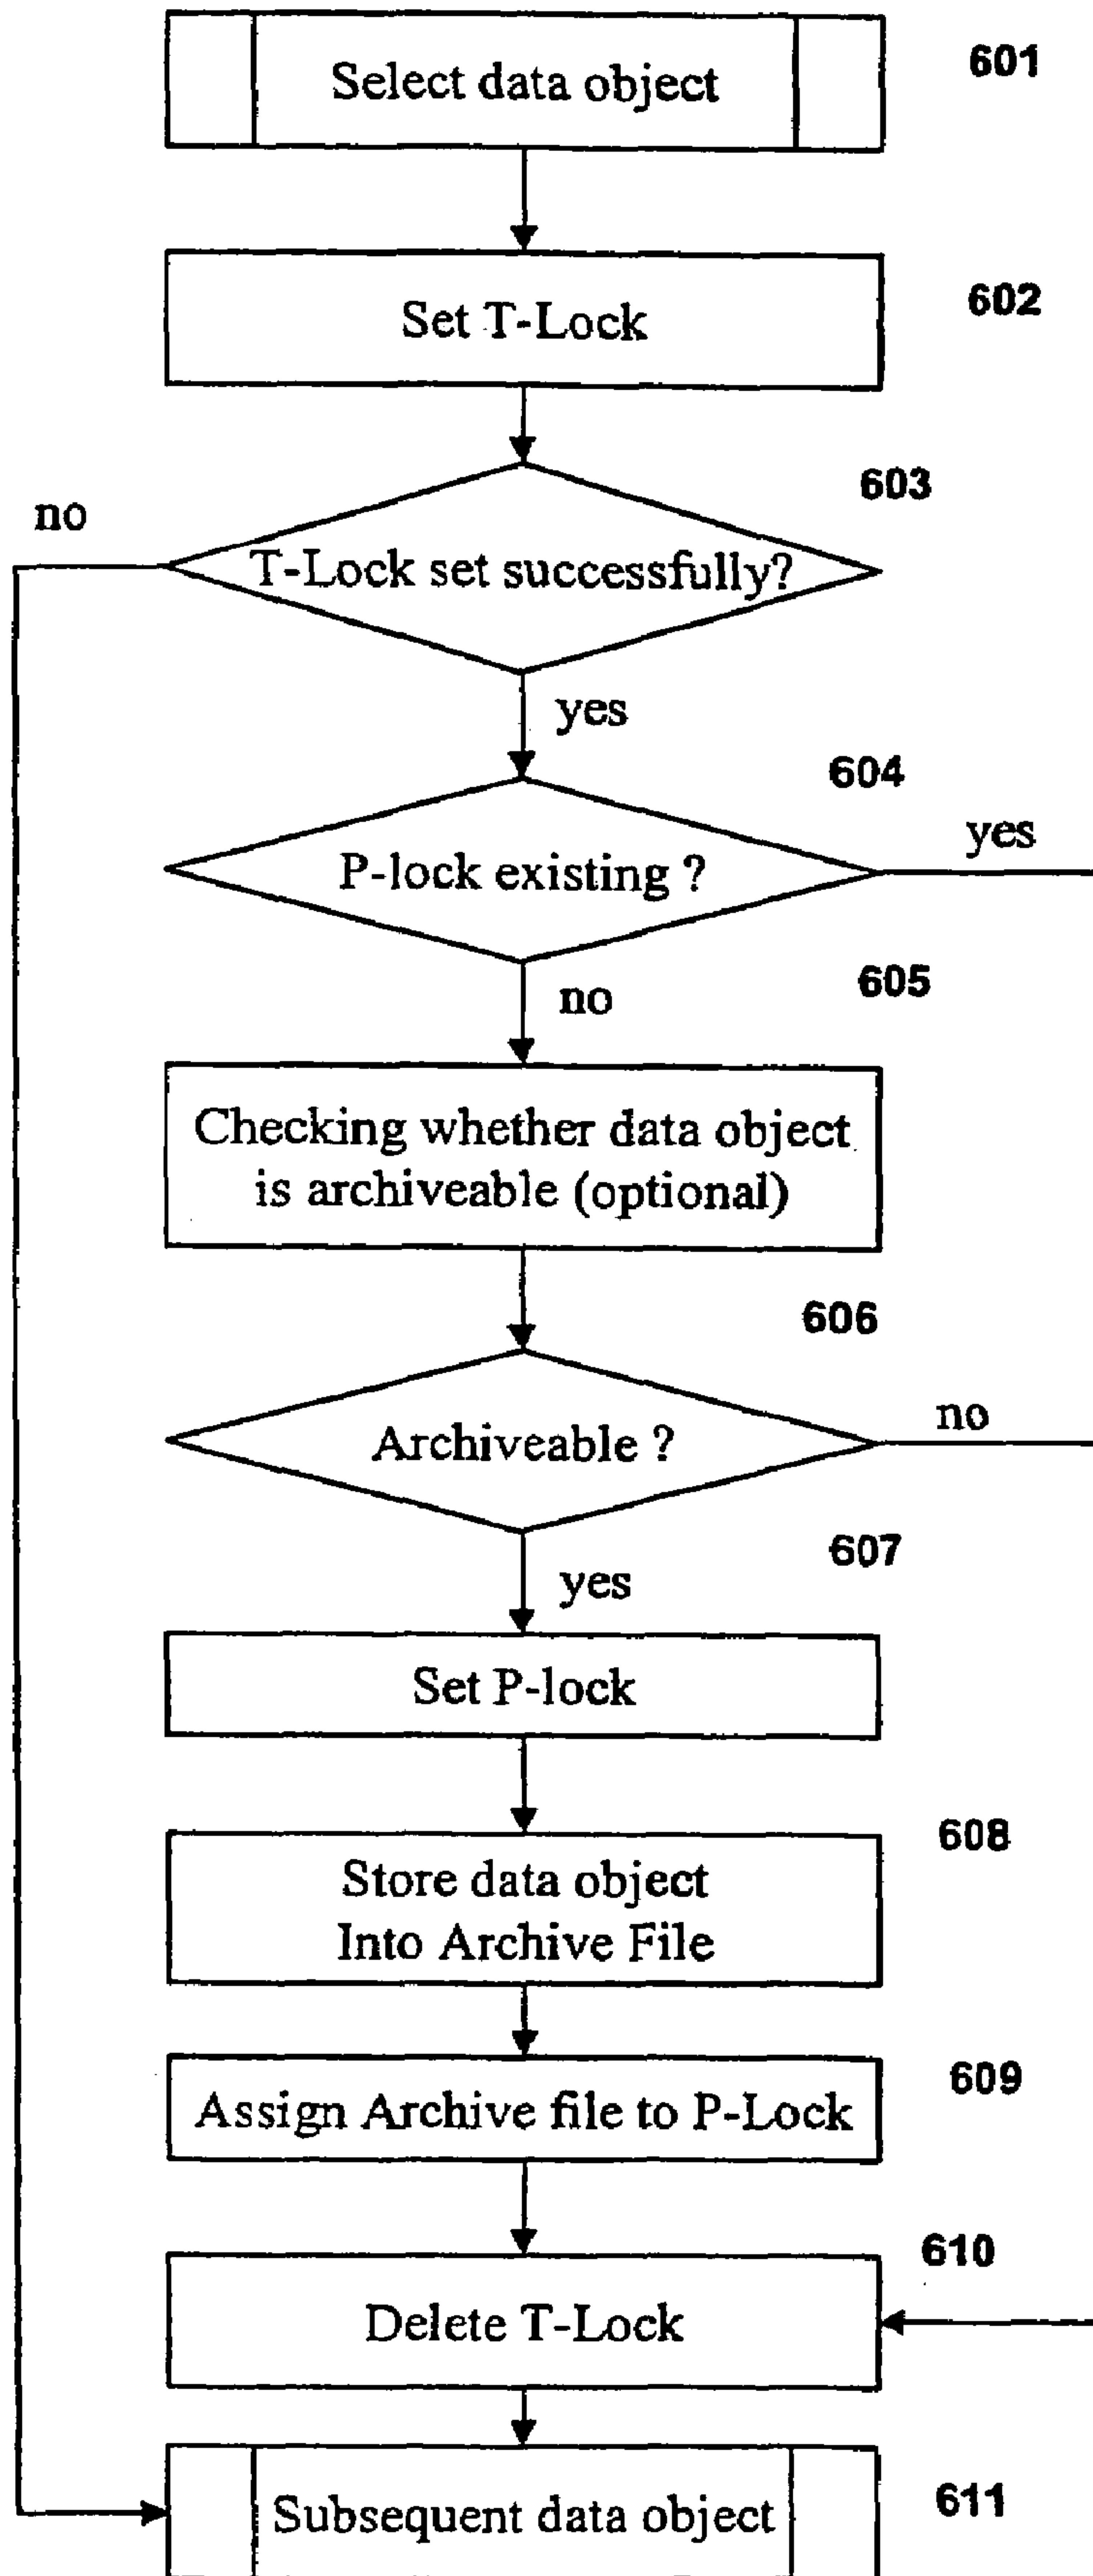 Select data object
601
Set T-Lock
602
603
no
T-Lock set successfully?
yes
604
yes
P-lock existing ?
605
no
Checking whether data object
is archiveable (optional)
606
no
Archiveable ?
607
yes
Set P-lock
608
Store data object
Into Archive File
609
Assign Archive file to P-Lock
610
Delete T-Lock
611
Subsequent data object